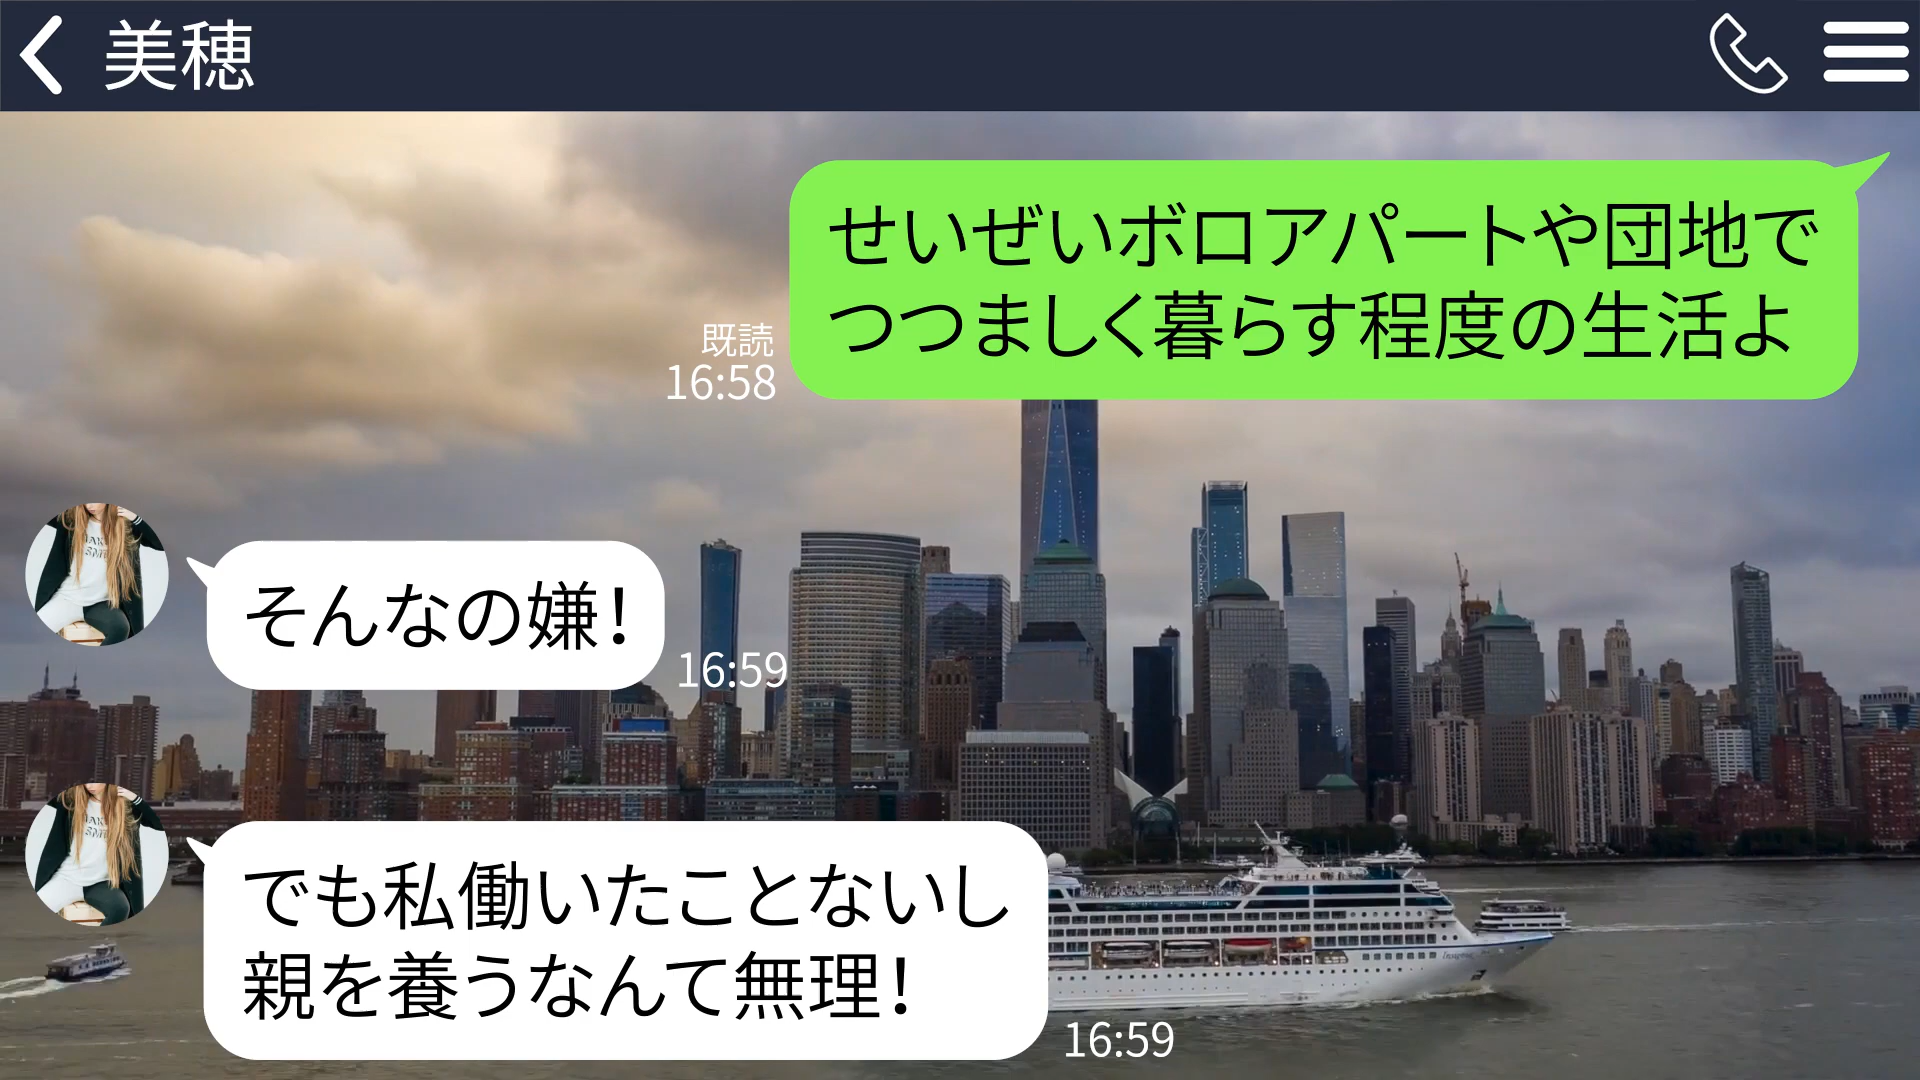 美穂
せいぜいボロアパートや団地で
つつましく暮らす程度の生活よ
既読
16:58
そんなの嫌!
16:59
でも私働いたことないし
親を養うなんて無理!
16:59